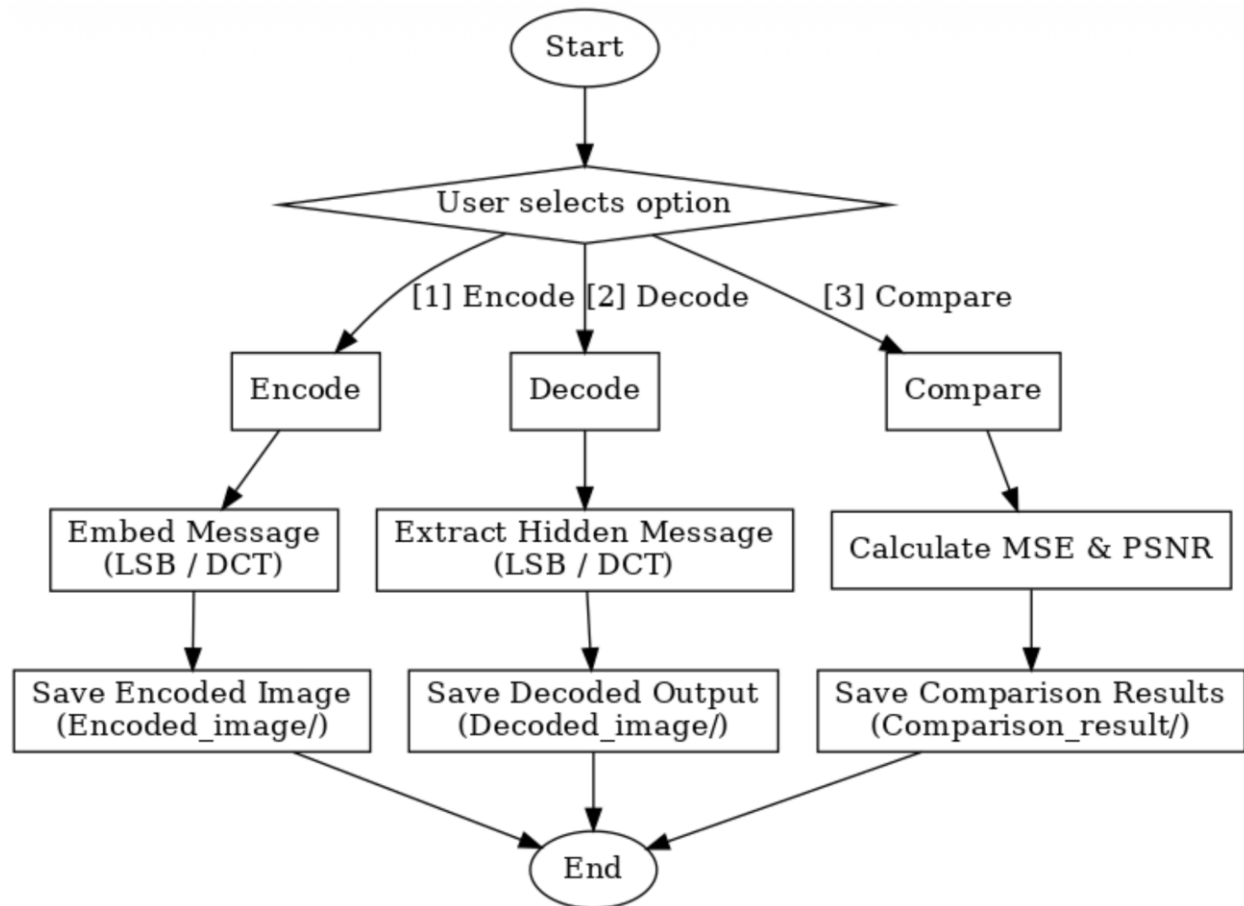 Start
User selects option
[1] Encode
[2] Decode
[3] Compare
Encode
Decode
Compare
Embed Message
(LSB / DCT)
Extract Hidden Message
(LSB / DCT)
Calculate MSE & PSNR
Save Encoded Image
(Encoded_image/)
Save Decoded Output
(Decoded_image/)
Save Comparison Results
(Comparison_result/)
End